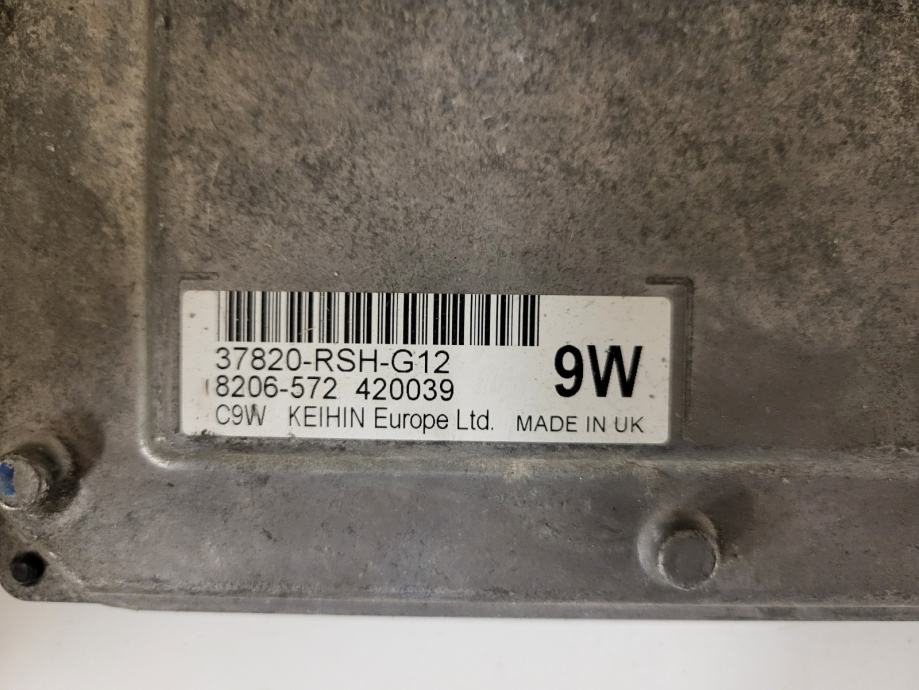 37820-RSH-G12
9W
8206-572 420039
C9W KEIHIN Europe Ltd. MADE IN UK